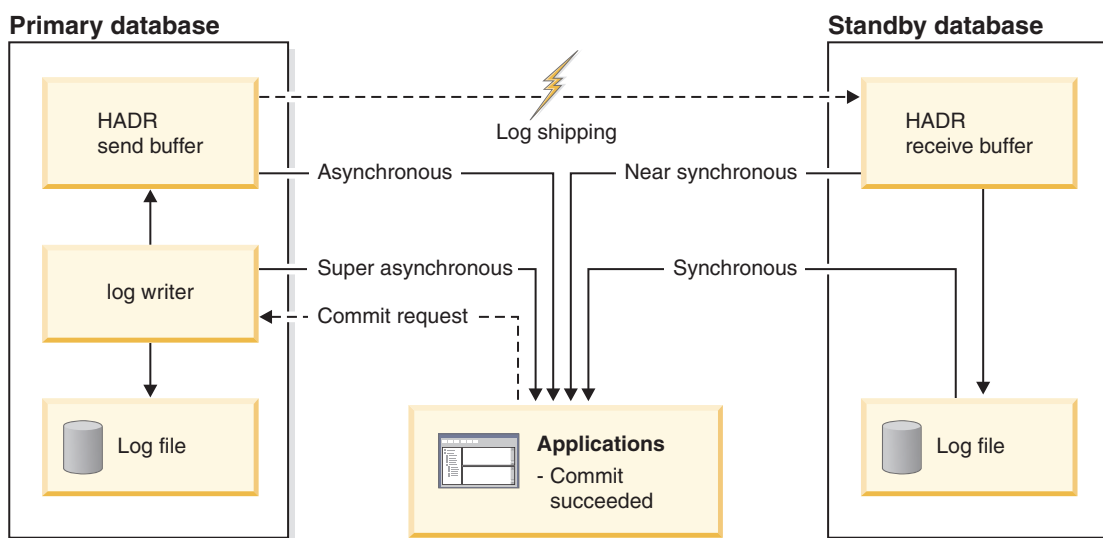 Primary database
Standby database
HADR
send buffer
Log shipping
HADR
receive buffer
Asynchronous
Near synchronous
log writer
Super asynchronous
Synchronous
Commit request
Log file
Applications
- Commit
succeeded
Log file